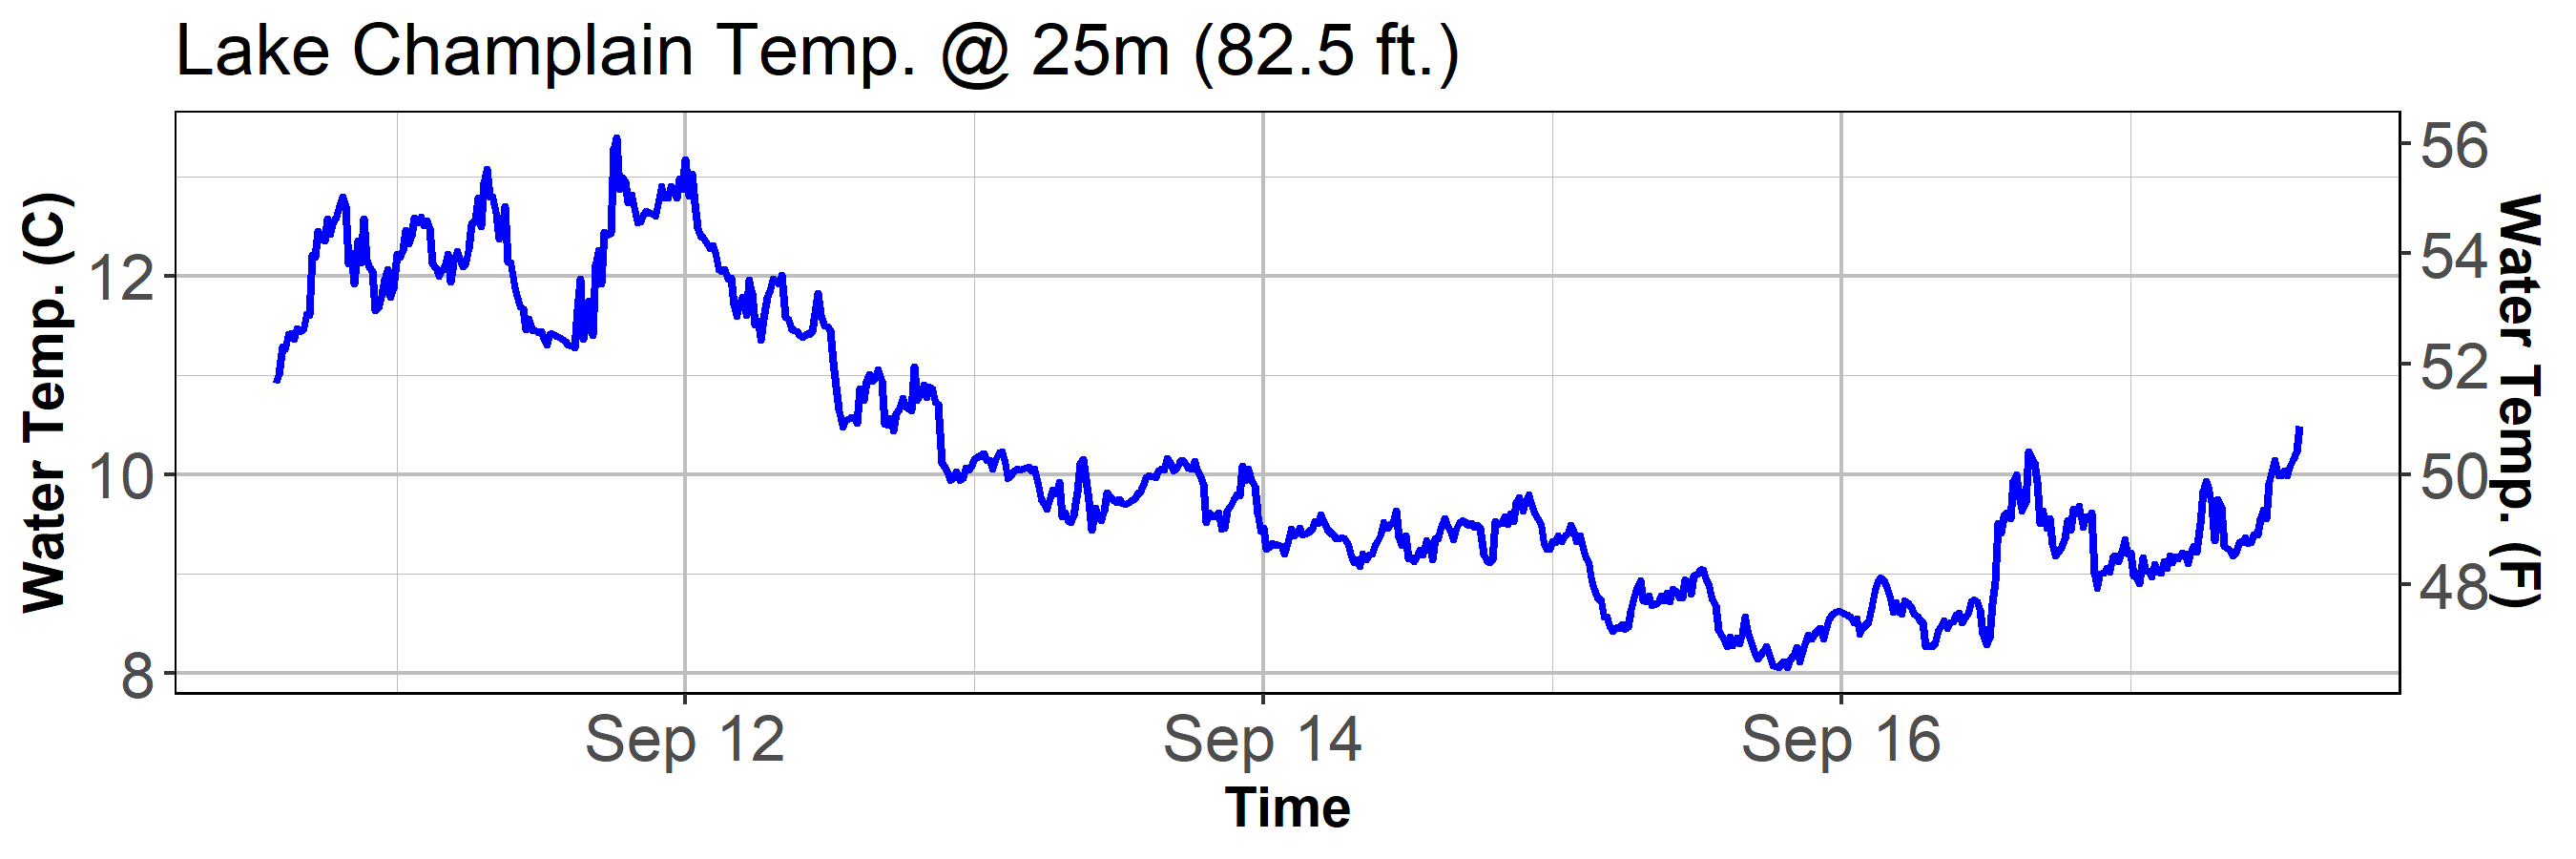 Lake Champlain Temp. @ 25m (82.5 ft.)
Water Temp. (C)
12
10
8
56
54
52
50
48
Water Temp. (F)
Sep 12
Sep 14
Sep 16
Time